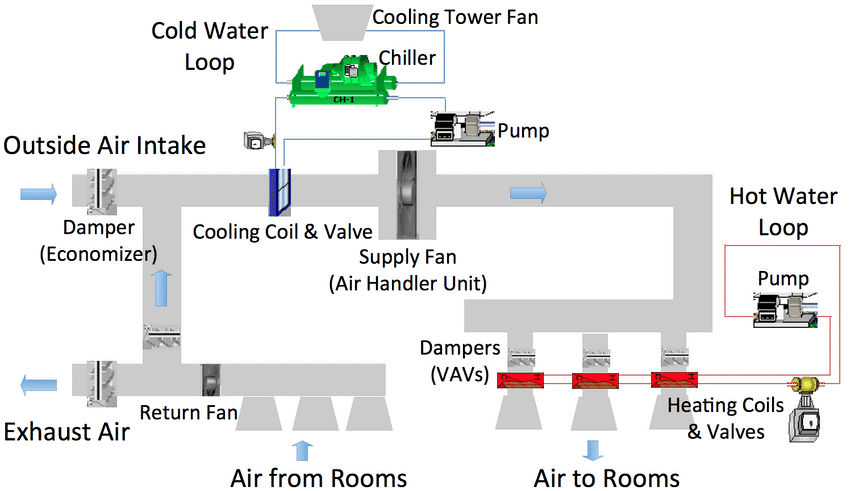 Cooling Tower Fan
Cold Water
Loop
Chiller
CH-1
Pump
Outside Air Intake
Damper
(Economizer)
Cooling Coil & Valve
Supply Fan
(Air Handler Unit)
Hot Water
Loop
Pump
Dampers
(VAVs)
Return Fan
Heating Coils
& Valves
Exhaust Air
Air from Rooms
Air to Rooms